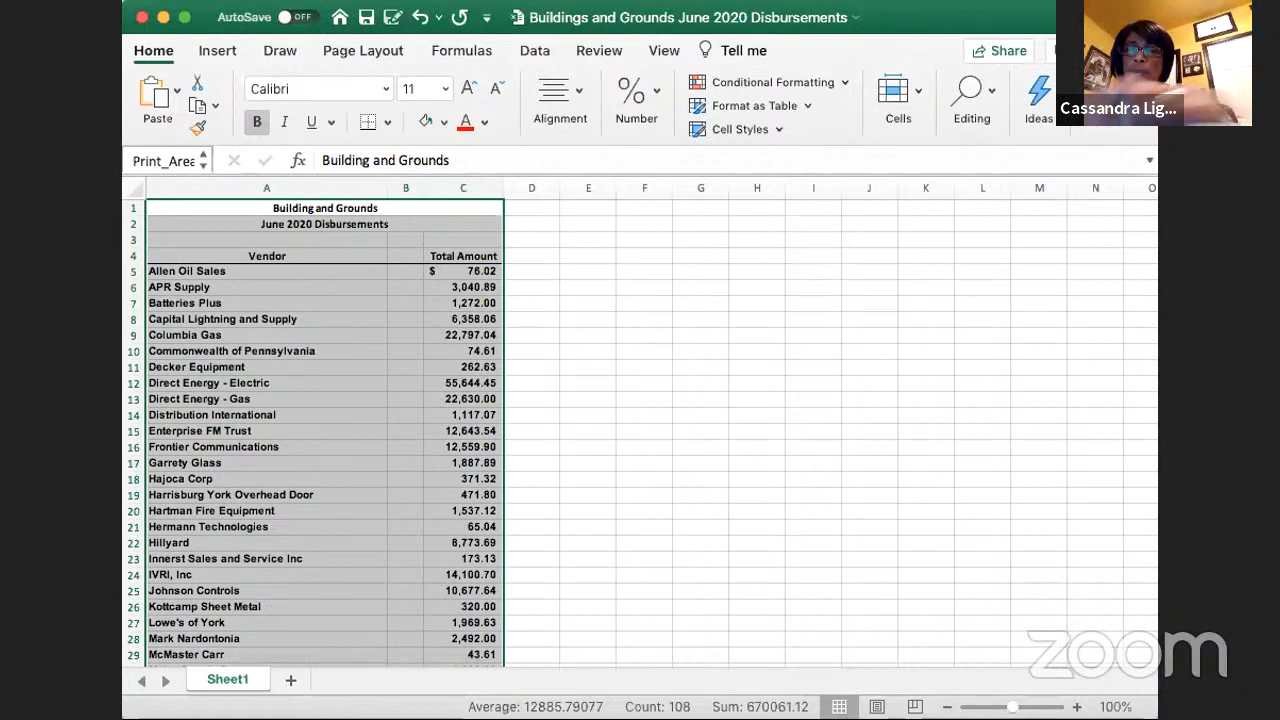 AutoSave OFF Buildings and Grounds June 2020 Disbursements
Home Insert Draw Page Layout Formulas Data Review View Tell me Share
Cassandra Lig...
Paste Calibri 11 Alignment Number Conditional Formatting Format as Table Cell Styles Cells Editing Ideas
B I U A
fx Building and Grounds
A B C D E F G H I J K L M N O
1 Building and Grounds
2 June 2020 Disbursements
3
4 Vendor Total Amount
5 Allen Oil Sales $ 76.02
6 APR Supply 3,040.89
7 Batteries Plus 1,272.00
8 Capital Lightning and Supply 6,358.06
9 Columbia Gas 22,797.04
10 Commonwealth of Pennsylvania 74.61
11 Decker Equipment 262.63
12 Direct Energy - Electric 55,644.45
13 Direct Energy - Gas 22,630.00
14 Distribution International 1,117.07
15 Enterprise FM Trust 12,643.54
16 Frontier Communications 12,559.90
17 Garrety Glass 1,887.89
18 Hajoca Corp 371.32
19 Harrisburg York Overhead Door 471.80
20 Hartman Fire Equipment 1,537.12
21 Hermann Technologies 65.04
22 Hillyard 8,773.69
23 Innerst Sales and Service Inc 173.13
24 IVRI, Inc 14,100.70
25 Johnson Controls 10,677.64
26 Kottcamp Sheet Metal 320.00
27 Lowe's of York 1,969.63
28 Mark Nardontonia 2,492.00
29 McMaster Carr 43.61
zoom
Sheet1
Average: 12885.79077 Count: 108 Sum: 670061.12 100%